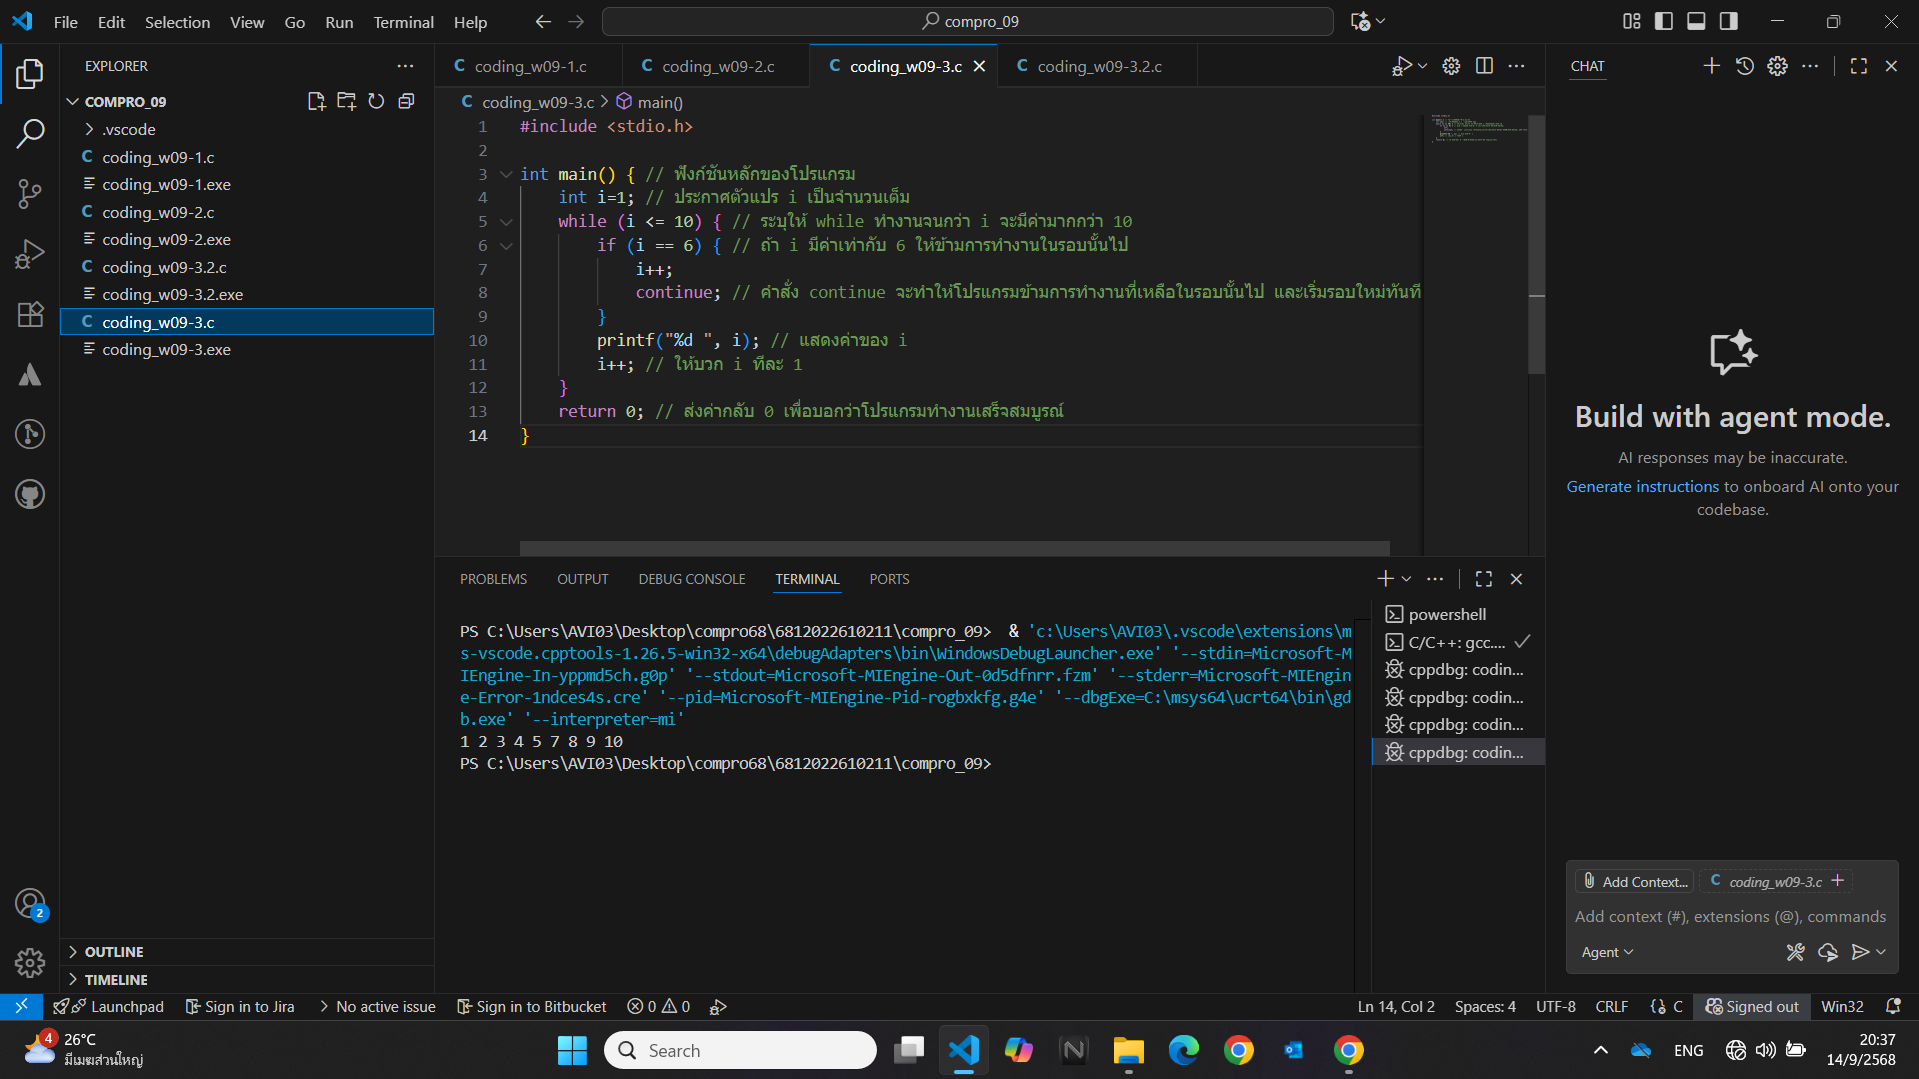 File Edit Selection View Go Run Terminal Help
compro_09
EXPLORER
COMPRO_09
.vscode
coding_w09-1.c
coding_w09-1.exe
coding_w09-2.c
coding_w09-2.exe
coding_w09-3.2.c
coding_w09-3.2.exe
coding_w09-3.c
coding_w09-3.exe
OUTLINE
TIMELINE
coding_w09-1.c coding_w09-2.c coding_w09-3.c coding_w09-3.2.c
coding_w09-3.c main()
1 #include <stdio.h>
2
3 int main() { // ฟังก์ชันหลักของโปรแกรม
4 int i=1; // ประกาศตัวแปร i เป็นจำนวนเต็ม
5 while (i <= 10) { // ระบุให้ while ทำงานจนกว่า i จะมีค่ามากกว่า 10
6 if (i == 6) { // ถ้า i มีค่าเท่ากับ 6 ให้ข้ามการทำงานในรอบนั้นไป
7 i++;
8 continue; // คำสั่ง continue จะทำให้โปรแกรมข้ามการทำงานที่เหลือในรอบนั้นไป และเริ่มรอบใหม่ทันที
9 }
10 printf("%d ", i); // แสดงค่าของ i
11 i++; // ให้บวก i ทีละ 1
12 }
13 return 0; // ส่งค่ากลับ 0 เพื่อบอกว่าโปรแกรมทำงานเสร็จสมบูรณ์
14 }
PROBLEMS OUTPUT DEBUG CONSOLE TERMINAL PORTS
PS C:\Users\AVI03\Desktop\compro68\6812022610211\compro_09> & 'c:\Users\AVI03\.vscode\extensions\m
s-vscode.cpptools-1.26.5-win32-x64\debugAdapters\bin\WindowsDebugLauncher.exe' '--stdin=Microsoft-M
IEngine-In-yppmd5ch.g0p' '--stdout=Microsoft-MIEngine-Out-0d5dfnrr.fzm' '--stderr=Microsoft-MIEngin
e-Error-1ndces4s.cre' '--pid=Microsoft-MIEngine-Pid-rogbxkfg.g4e' '--dbgExe=C:\msys64\ucrt64\bin\gd
b.exe' '--interpreter=mi'
1 2 3 4 5 7 8 9 10
PS C:\Users\AVI03\Desktop\compro68\6812022610211\compro_09>
powershell
C/C++: gcc....
cppdbg: codin...
cppdbg: codin...
cppdbg: codin...
cppdbg: codin...
CHAT
Build with agent mode.
AI responses may be inaccurate.
Generate instructions to onboard AI onto your
codebase.
Add Context... coding_w09-3.c
Add context (#), extensions (@), commands
Agent
2
Launchpad Sign in to Jira No active issue Sign in to Bitbucket 0 0 Ln 14, Col 2 Spaces: 4 UTF-8 CRLF C Signed out Win32
4
26°C
มีเมฆส่วนใหญ่
Search
ENG
20:37
14/9/2568